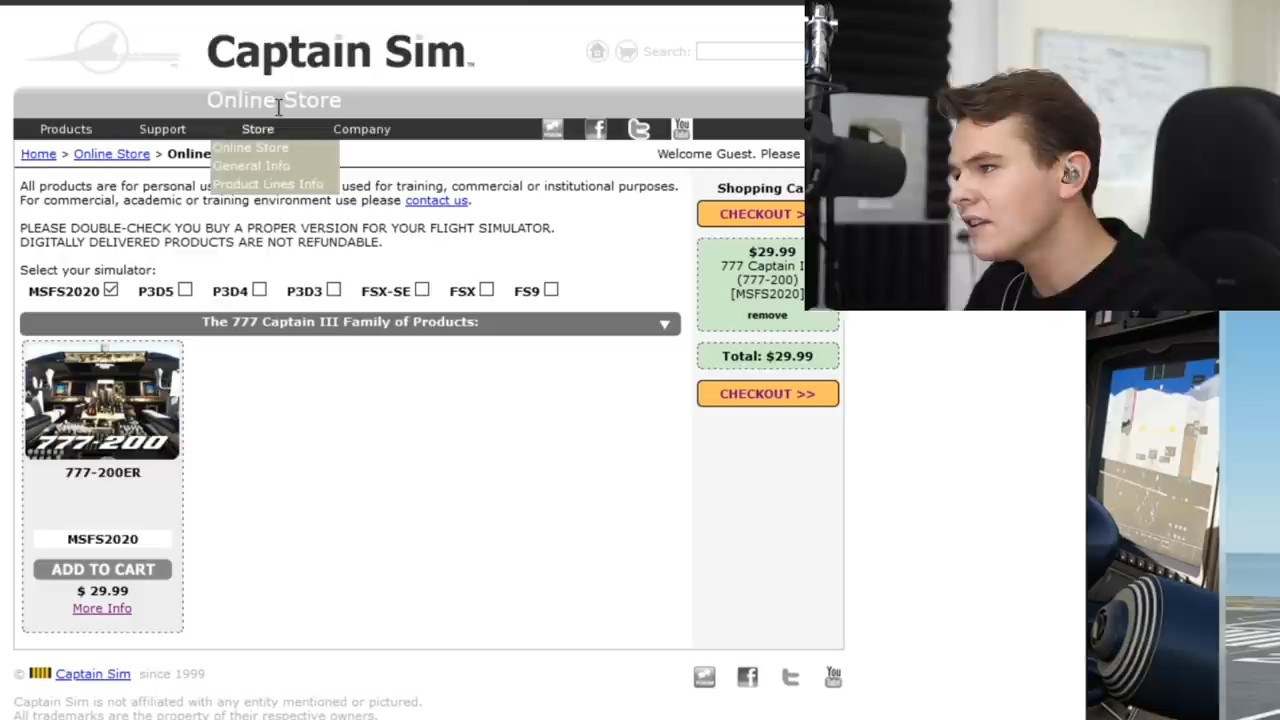 Captain Sim
Search:
Online Store
Products Support Store Company
Online Store
General Info
Product Lines Info
Home > Online Store > Online
Welcome Guest. Please
All products are for personal us used for training, commercial or institutional purposes.
For commercial, academic or training environment use please contact us.
PLEASE DOUBLE-CHECK YOU BUY A PROPER VERSION FOR YOUR FLIGHT SIMULATOR.
DIGITALLY DELIVERED PRODUCTS ARE NOT REFUNDABLE.
Select your simulator:
MSFS2020 P3D5 P3D4 P3D3 FSX-SE FSX FS9
The 777 Captain III Family of Products:
777-200
777-200ER
MSFS2020
ADD TO CART
$ 29.99
More Info
Shopping Ca
CHECKOUT >
$29.99
777 Captain I
(777-200)
[MSFS2020]
remove
Total: $29.99
CHECKOUT >>
© Captain Sim since 1999
You
You
Captain Sim is not affiliated with any entity mentioned or pictured.
All trademarks are the property of their respective owners.